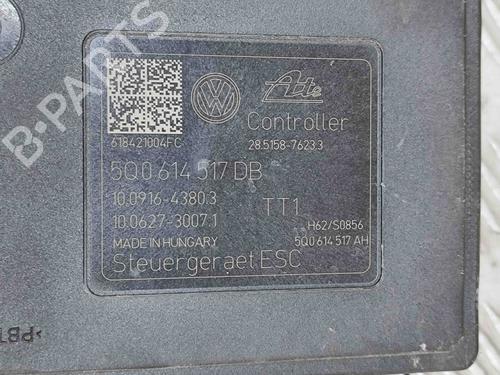 Ate
Controller
618421004FC
28.5158-7623.3
5Q0 614 517 DB
10.0916-4380.3
TT1
10.0627-3007.1
H62/S0856
MADE IN HUNGARY
5Q0 614 517 AH
Steuergeraet ESC
B-PARTS
>PBT